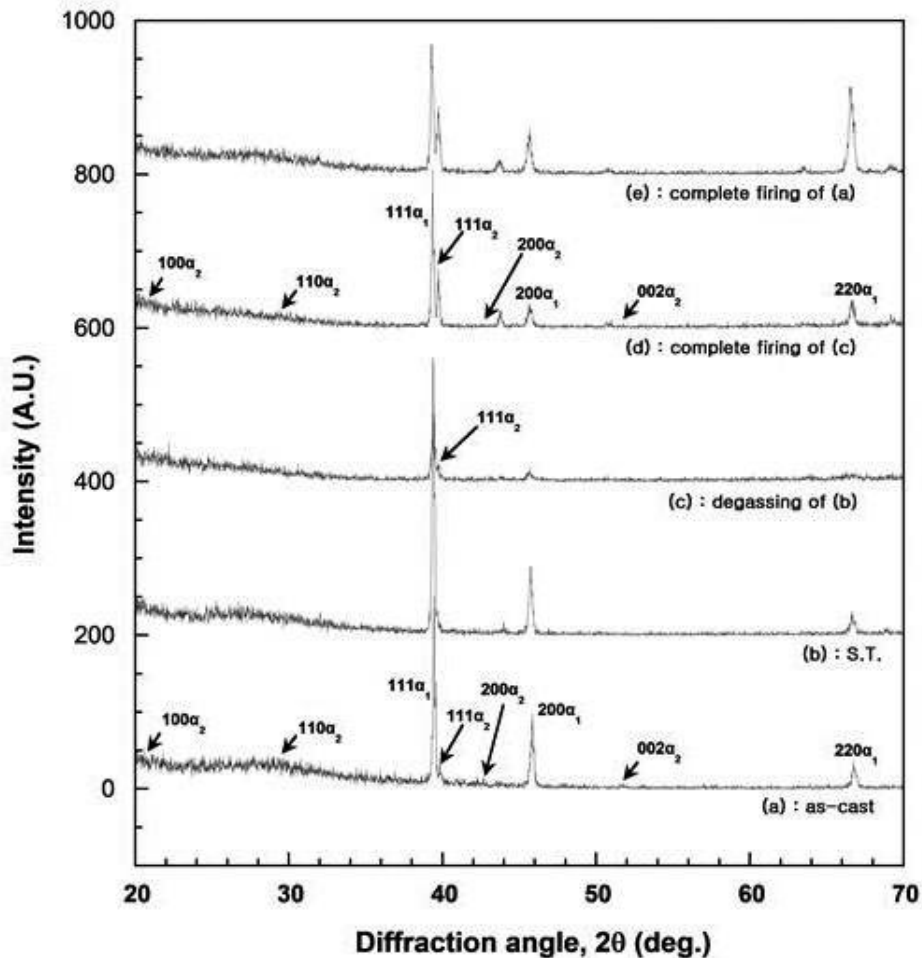 1000
800
600
400
200
0
Intensity (A.U.)
(e) : complete firing of (a)
111α1
111α2
200α2
100α2
110α2
200α1
002α2
220α1
(d) : complete firing of (c)
111α2
(c) : degassing of (b)
(b) : S.T.
111α1
111α2
200α2
200α1
100α2
110α2
002α2
220α1
(a) : as-cast
20 30 40 50 60 70
Diffraction angle, 2θ (deg.)